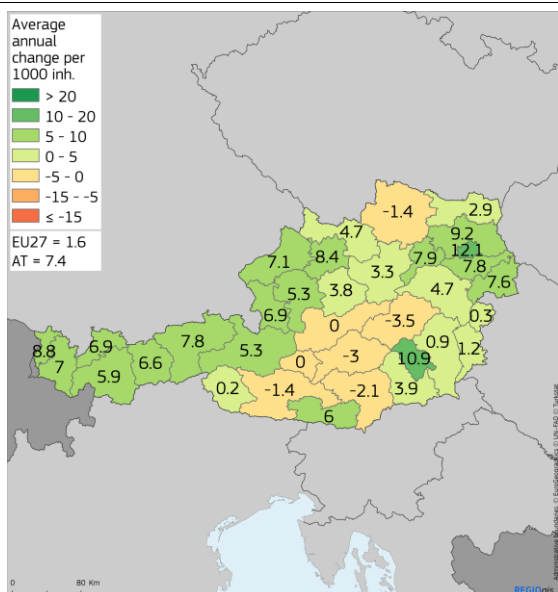 Average
annual
change per
1000 inh.
> 20
10 - 20
5 - 10
0 - 5
-5 - 0
-15 - -5
≤ -15
EU27 = 1.6
AT = 7.4
-1.4
2.9
4.7
9.2
12.1
7.1
8.4
7.9
7.8
3.3
7.6
5.3
3.8
4.7
6.9
0.3
0
-3.5
8.8
6.9
7.8
0.9
1.2
7
6.6
5.3
0
-3
10.9
5.9
0.2
-1.4
-2.1
3.9
6
Administrative boundaries: © EuroGeographics © UN-FAO © Turkstat
0
80 Km
REGIOgis